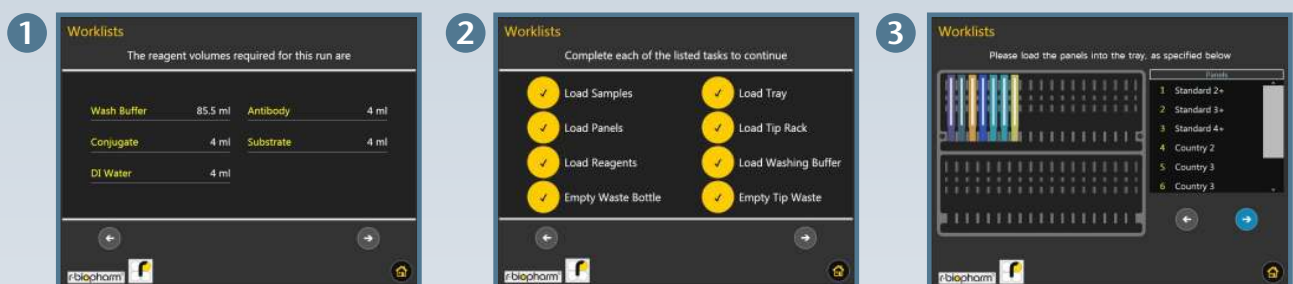 1
Worklists
The reagent volumes required for this run are
Wash Buffer 85.5 ml Antibody 4 ml
Conjugate 4 ml Substrate 4 ml
DI Water 4 ml
r-biopharm
2
Worklists
Complete each of the listed tasks to continue
Load Samples Load Tray
Load Panels Load Tip Rack
Load Reagents Load Washing Buffer
Empty Waste Bottle Empty Tip Waste
r-biopharm
3
Worklists
Please load the panels into the tray, as specified below
Panels
1 Standard 2+
2 Standard 3+
3 Standard 4+
4 Country 2
5 Country 3
6 Country 3
r-biopharm